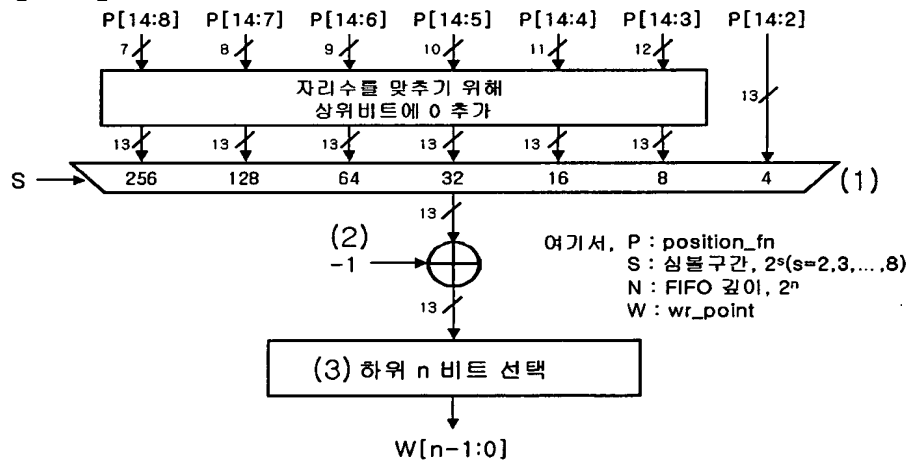 P[14:8] P[14:7] P[14:6] P[14:5] P[14:4] P[14:3] P[14:2]
7 8 9 10 11 12
자리수를 맞추기 위해
상위비트에 0 추가
13
13 13 13 13 13 13
S 256 128 64 32 16 8 4 (1)
13
(2)
-1
13
여기서, P : position_fn
S : 심볼구간, 2ˢ(s=2,3,...,8)
N : FIFO 깊이, 2ⁿ
W : wr_point
(3) 하위 n 비트 선택
W[n-1:0]